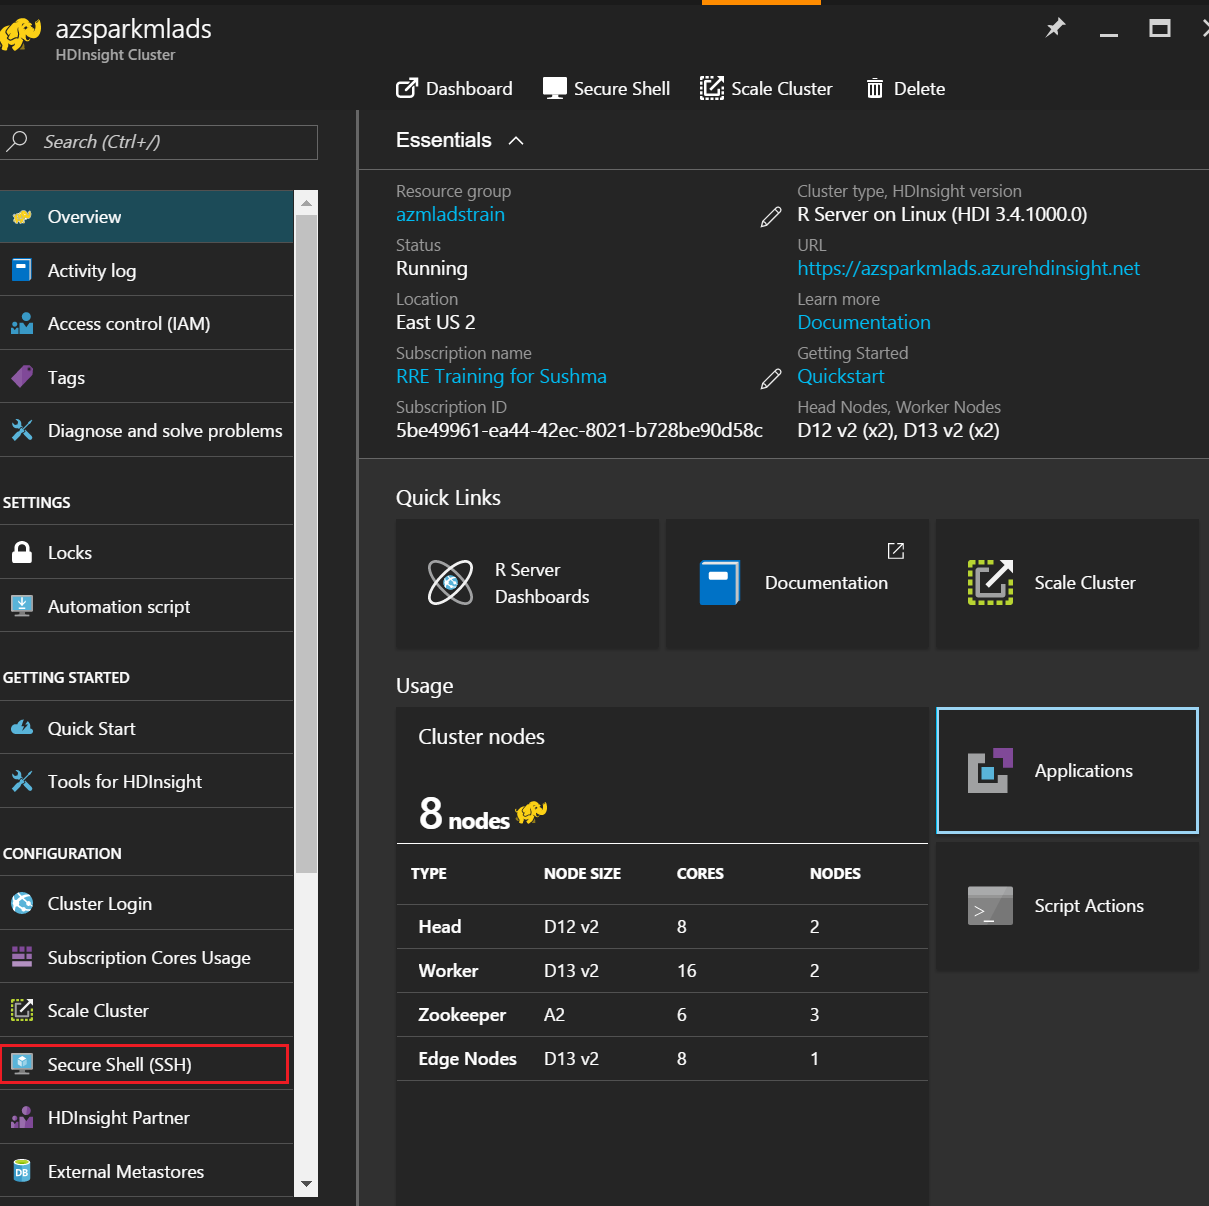 azsparkmlads
HDInsight Cluster
Dashboard
Secure Shell
Scale Cluster
Delete
Search (Ctrl+/)
Overview
Activity log
Access control (IAM)
Tags
Diagnose and solve problems
SETTINGS
Locks
Automation script
GETTING STARTED
Quick Start
Tools for HDInsight
CONFIGURATION
Cluster Login
Subscription Cores Usage
Scale Cluster
Secure Shell (SSH)
HDInsight Partner
DB
External Metastores
Essentials
Resource group
azmladstrain
Status
Running
Location
East US 2
Subscription name
RRE Training for Sushma
Subscription ID
5be49961-ea44-42ec-8021-b728be90d58c
Cluster type, HDInsight version
R Server on Linux (HDI 3.4.1000.0)
URL
https://azsparkmlads.azurehdinsight.net
Learn more
Documentation
Getting Started
Quickstart
Head Nodes, Worker Nodes
D12 v2 (x2), D13 v2 (x2)
Quick Links
R Server
Dashboards
Documentation
Scale Cluster
Usage
Cluster nodes
8 nodes
TYPE NODE SIZE CORES NODES
Head D12 v2 8 2
Worker D13 v2 16 2
Zookeeper A2 6 3
Edge Nodes D13 v2 8 1
Applications
>_
Script Actions